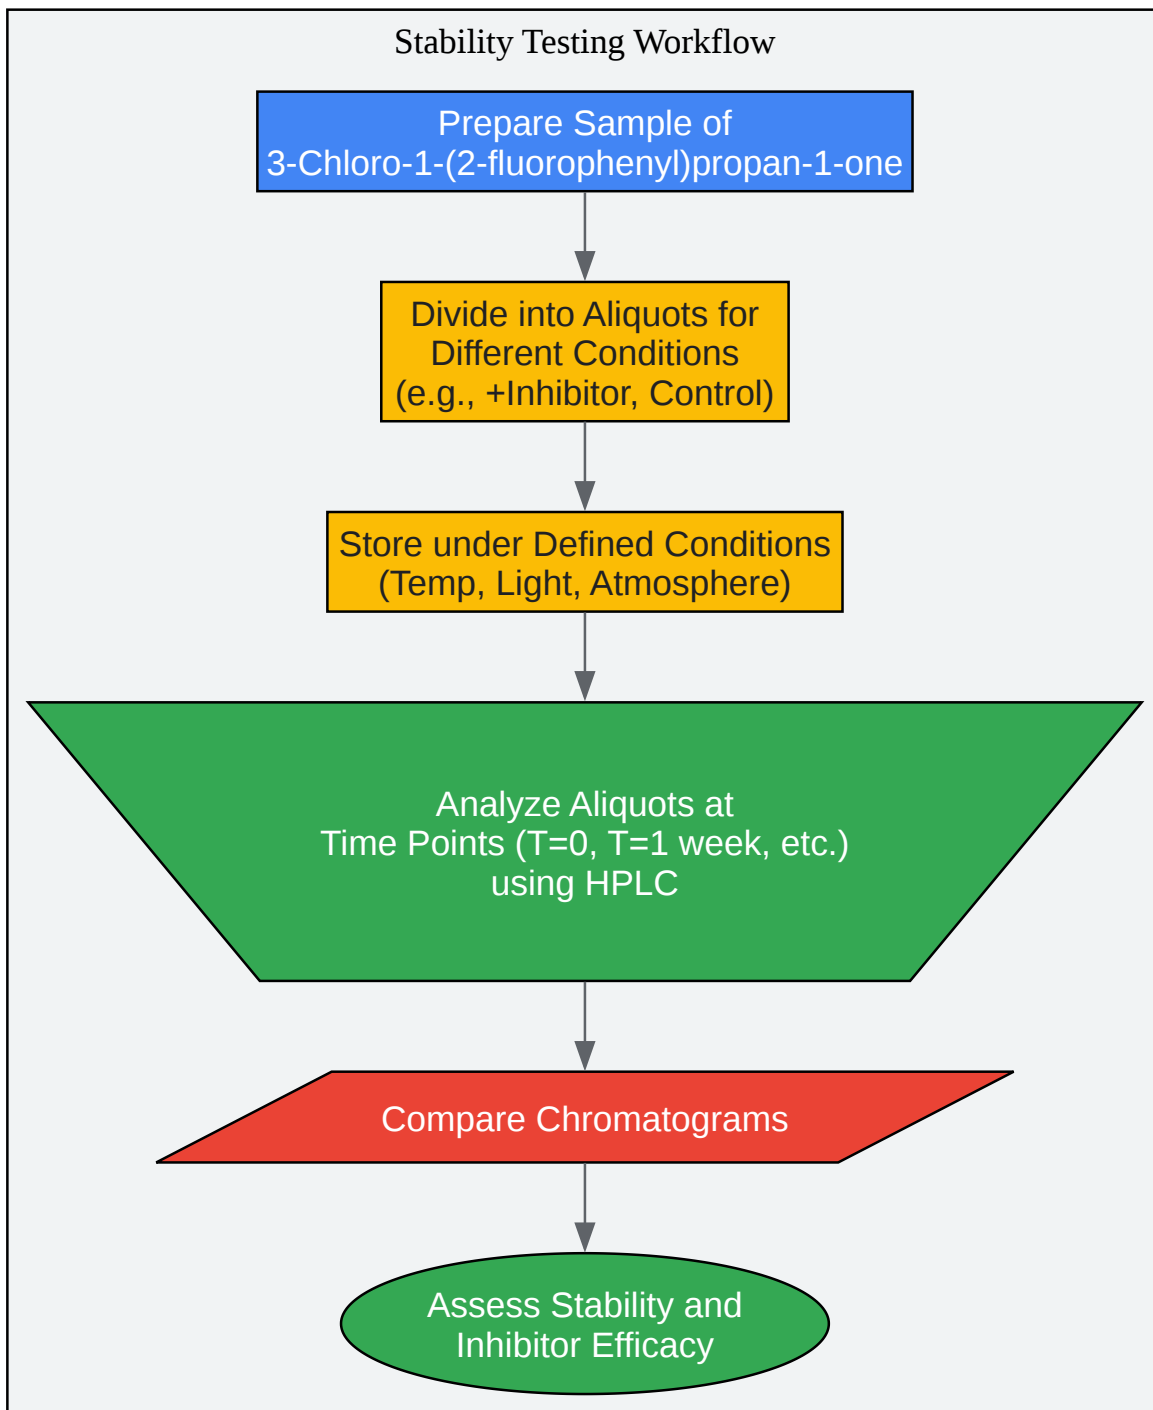 Stability Testing Workflow
Prepare Sample of
3-Chloro-1-(2-fluorophenyl)propan-1-one
Divide into Aliquots for
Different Conditions
(e.g., +Inhibitor, Control)
Store under Defined Conditions
(Temp, Light, Atmosphere)
Analyze Aliquots at
Time Points (T=0, T=1 week, etc.)
using HPLC
Compare Chromatograms
Assess Stability and
Inhibitor Efficacy